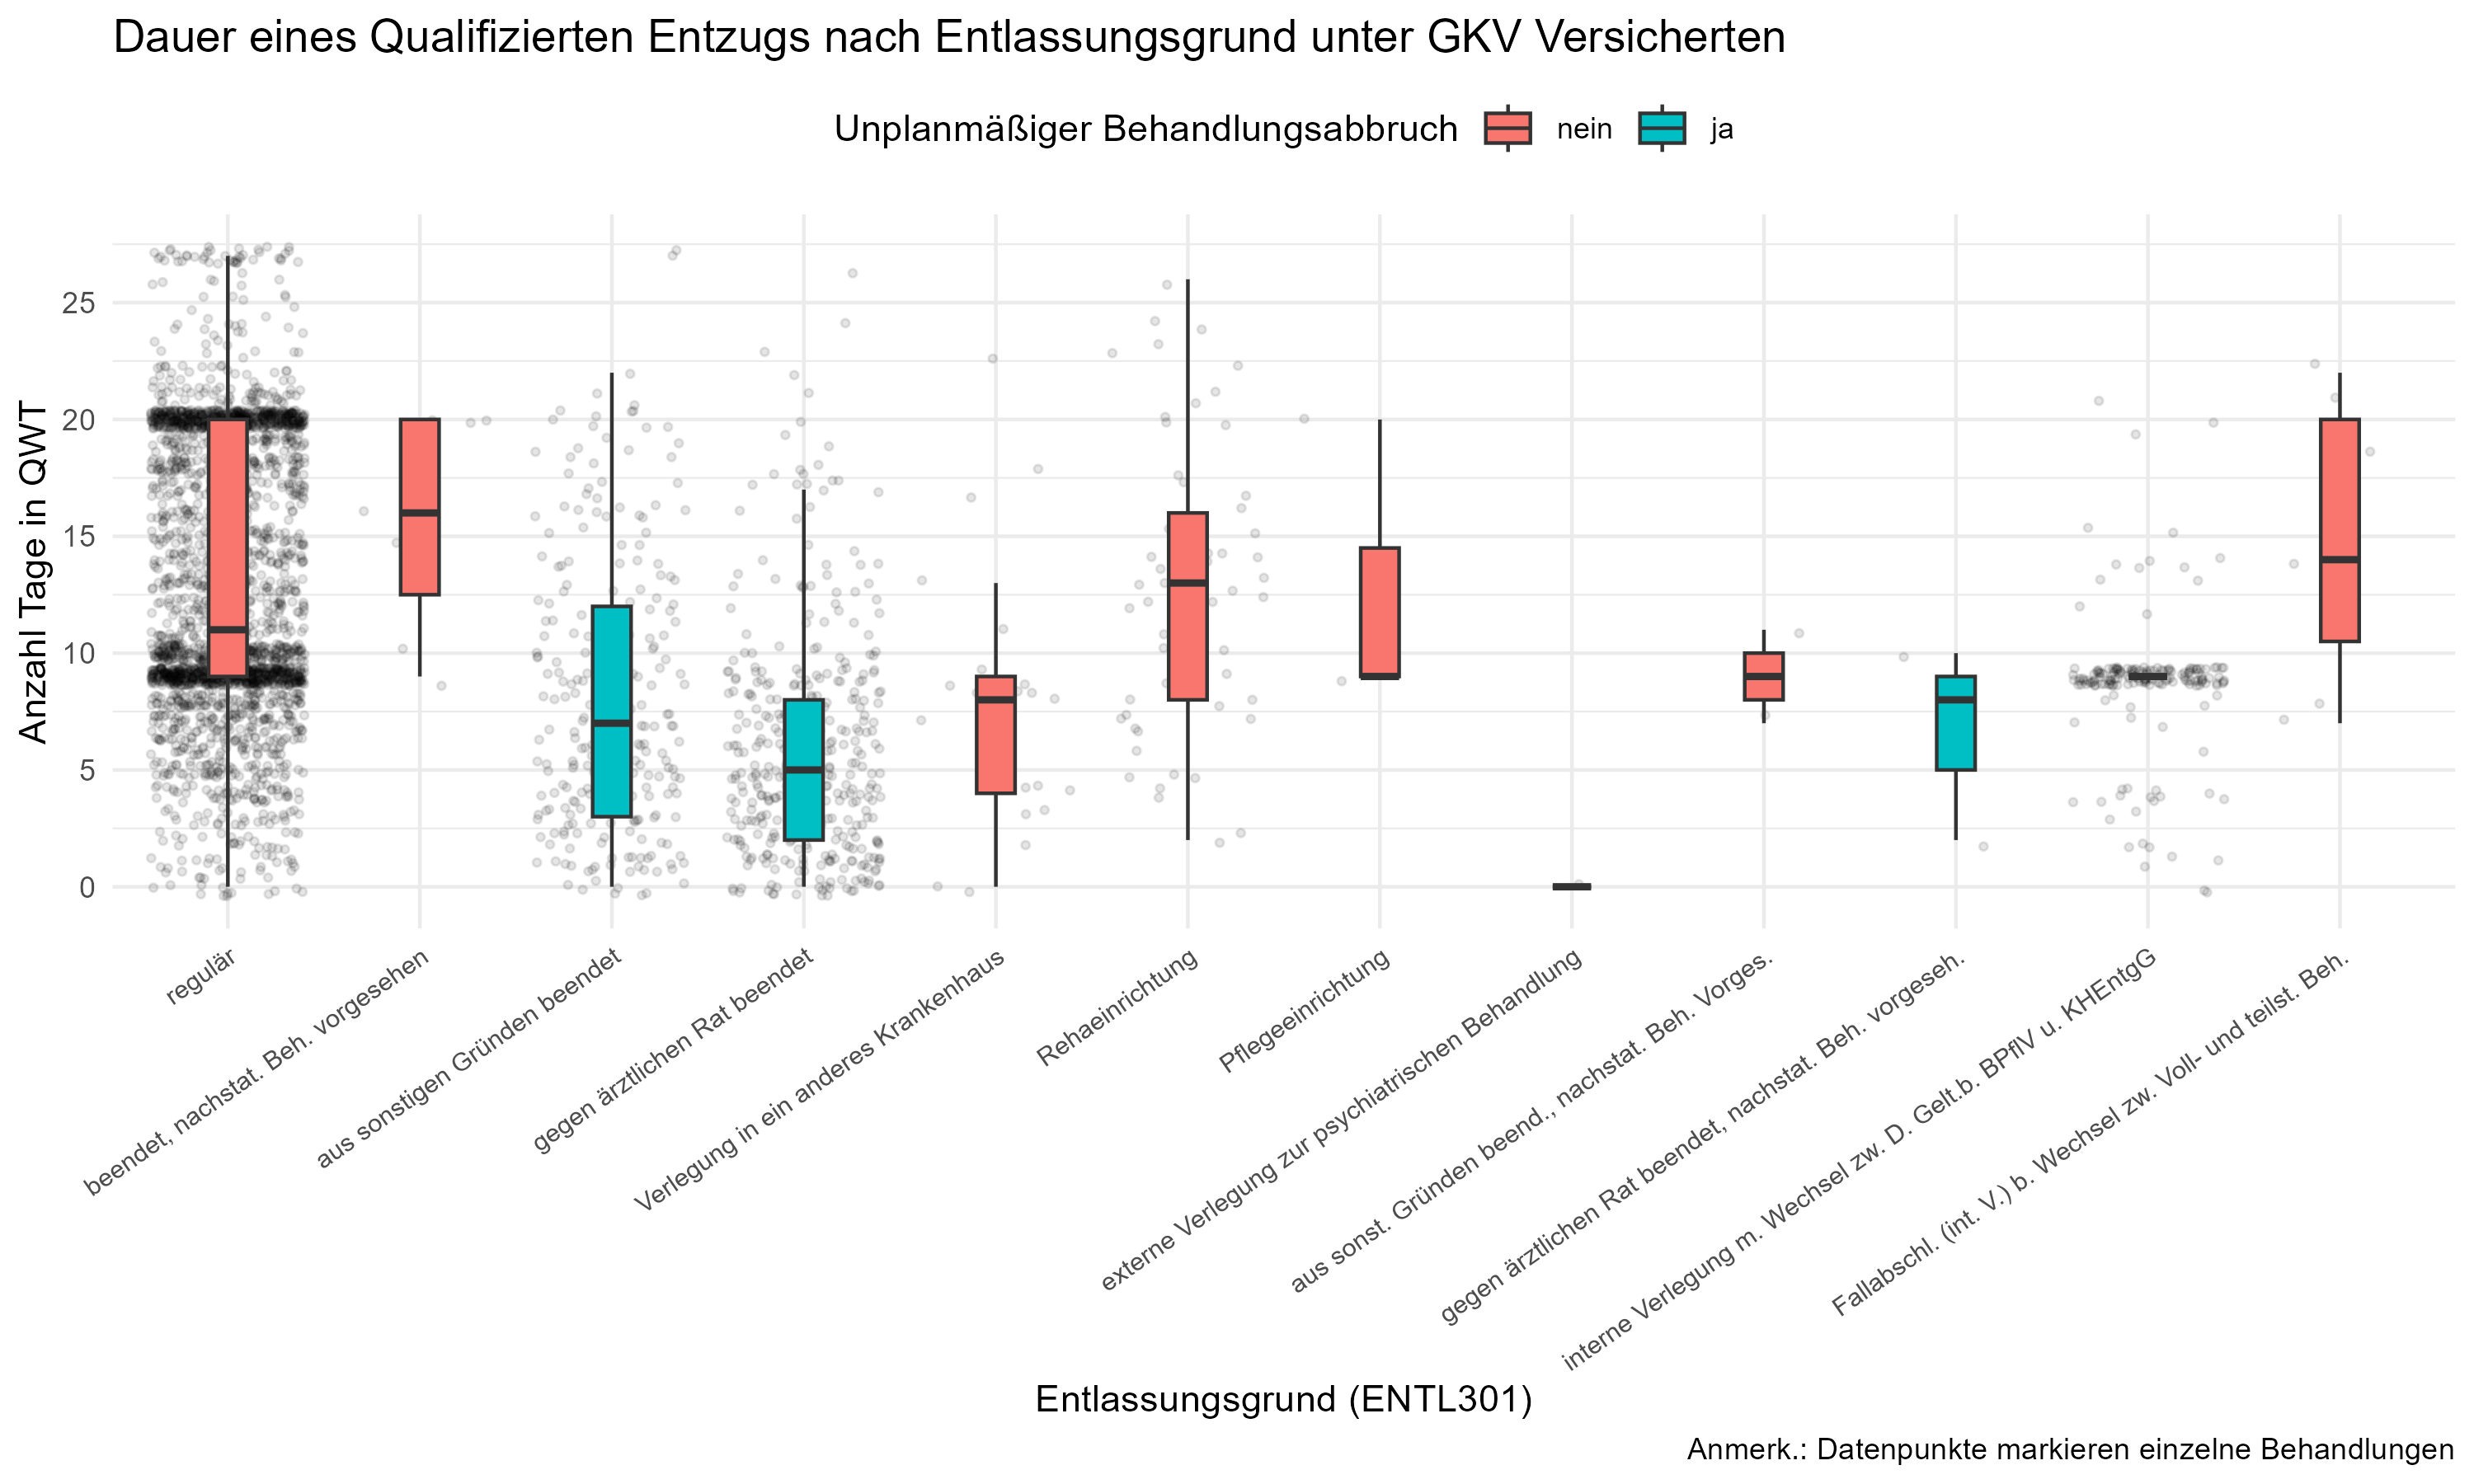 Dauer eines Qualifizierten Entzugs nach Entlassungsgrund unter GKV Versicherten
Unplanmäßiger Behandlungsabbruch nein ja
Anzahl Tage in QWT
25
20
15
10
5
0
regulär
beendet, nachstat. Beh. vorgesehen
aus sonstigen Gründen beendet
gegen ärztlichen Rat beendet
Verlegung in ein anderes Krankenhaus
Rehaeinrichtung
Pflegeeinrichtung
externe Verlegung zur psychiatrischen Behandlung
aus sonst. Gründen beend., nachstat. Beh. Vorges.
gegen ärztlichen Rat beendet, nachstat. Beh. vorgeseh.
interne Verlegung m. Wechsel zw. D. Gelt.b. BPflV u. KHEntgG
Fallabschl. (int. V.) b. Wechsel zw. Voll- und teilst. Beh.
Entlassungsgrund (ENTL301)
Anmerk.: Datenpunkte markieren einzelne Behandlungen